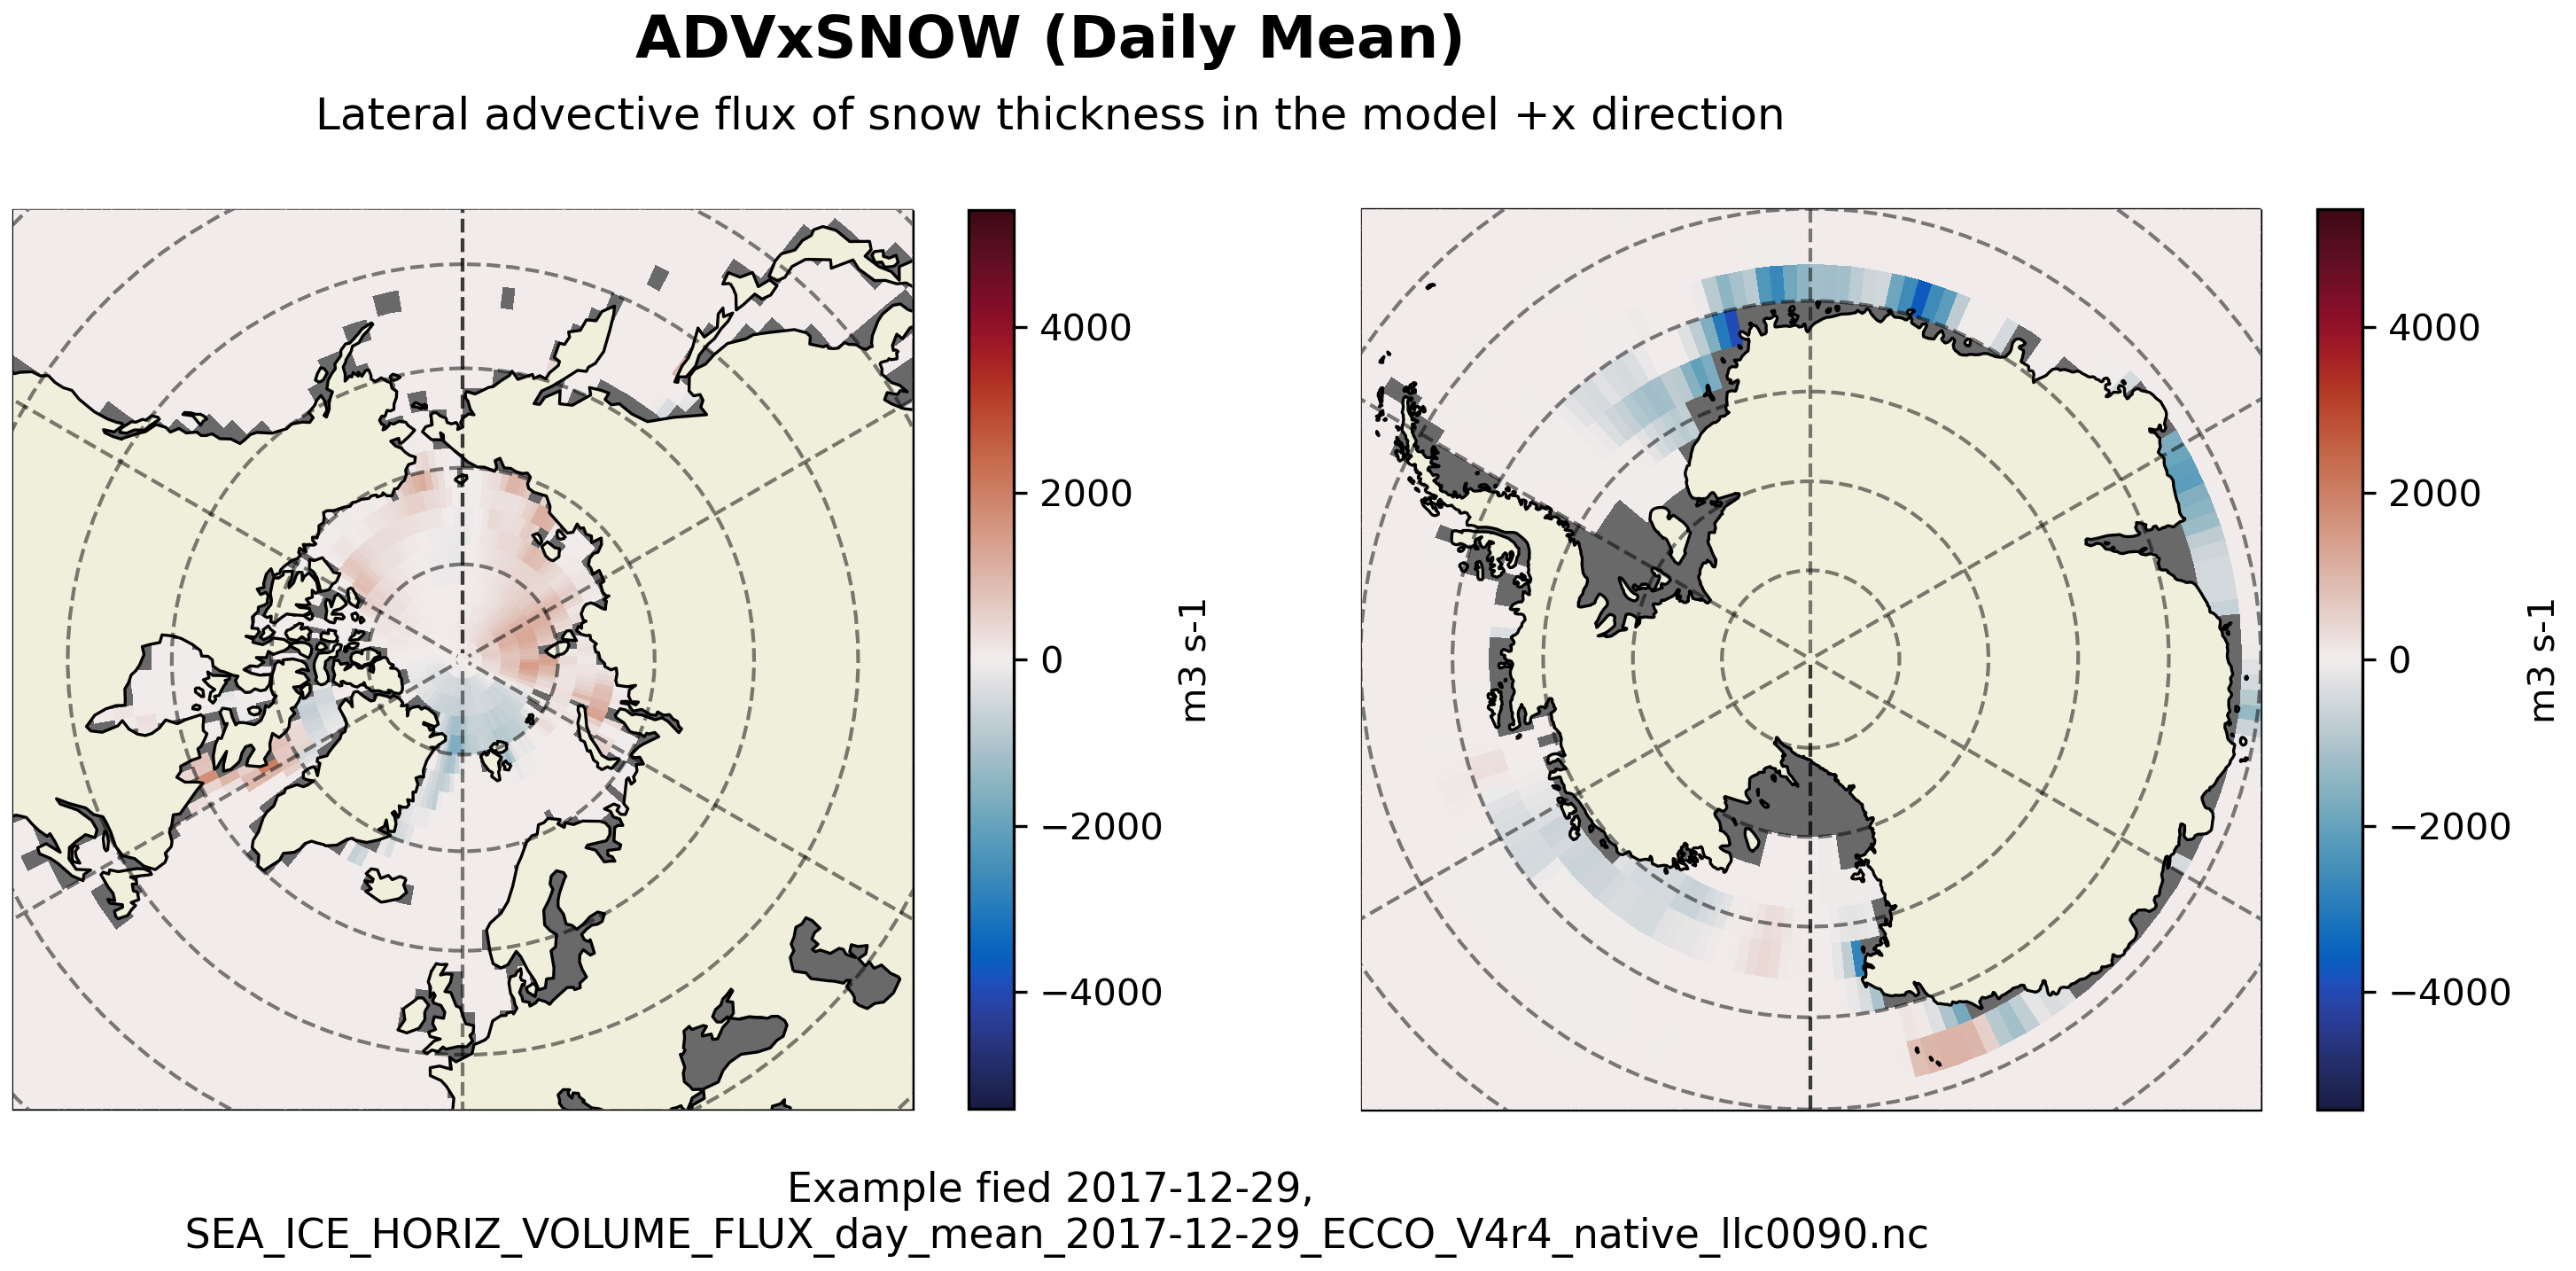 ADVxSNOW (Daily Mean)
Lateral advective flux of snow thickness in the model +x direction
4000
2000
0
−2000
−4000
m3 s-1
4000
2000
0
−2000
−4000
m3 s-1
Example fied 2017-12-29,
SEA_ICE_HORIZ_VOLUME_FLUX_day_mean_2017-12-29_ECCO_V4r4_native_llc0090.nc